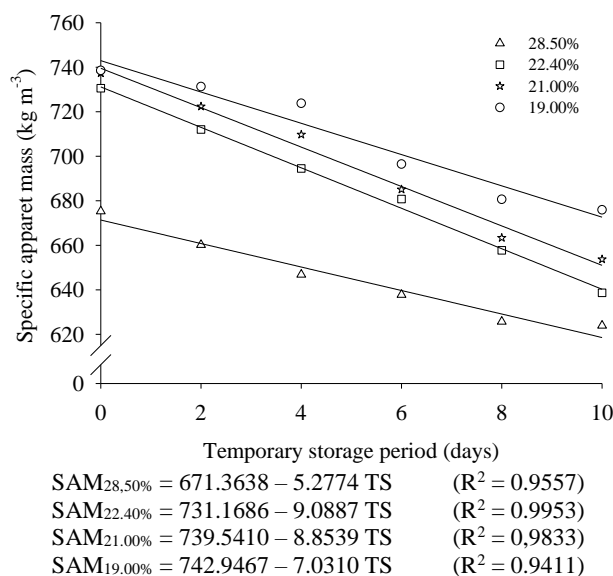 760
740
720
700
680
660
640
620
0
Specific apparet mass (kg m-3)
28.50%
22.40%
21.00%
19.00%
0 2 4 6 8 10
Temporary storage period (days)
SAM28,50% = 671.3638 – 5.2774 TS (R2 = 0.9557)
SAM22.40% = 731.1686 – 9.0887 TS (R2 = 0.9953)
SAM21.00% = 739.5410 – 8.8539 TS (R2 = 0,9833)
SAM19.00% = 742.9467 – 7.0310 TS (R2 = 0.9411)